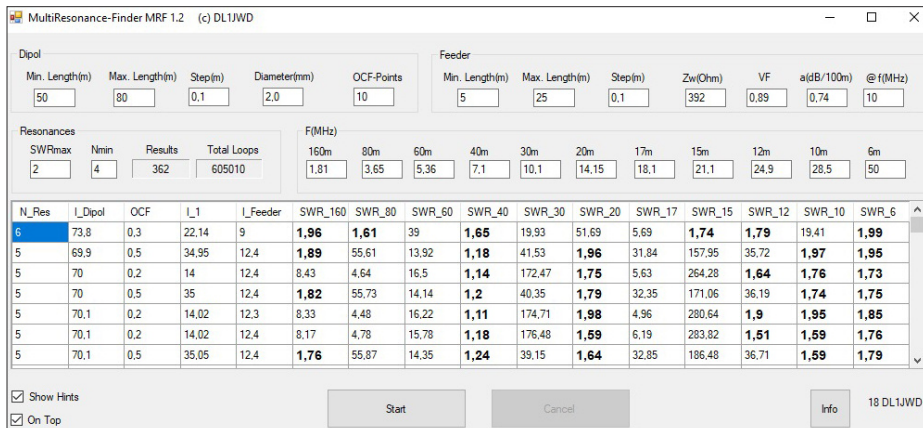 MultiResonance-Finder MRF 1.2 (c) DL1JWD
Dipol
Min. Length(m) Max. Length(m) Step(m) Diameter(mm) OCF-Points
50 80 0,1 2,0 10
Feeder
Min. Length(m) Max. Length(m) Step(m) Zw(Ohm) VF a(dB/100m) @ f(MHz)
5 25 0,1 392 0,89 0,74 10
Resonances
SWRmax Nmin Results Total Loops
2 4 362 605010
F(MHz)
160m 80m 60m 40m 30m 20m 17m 15m 12m 10m 6m
1,81 3,65 5,36 7,1 10,1 14,15 18,1 21,1 24,9 28,5 50
N_Res l_Dipol OCF l_1 l_Feeder SWR_160 SWR_80 SWR_60 SWR_40 SWR_30 SWR_20 SWR_17 SWR_15 SWR_12 SWR_10 SWR_6
6 73,8 0,3 22,14 9 1,96 1,61 39 1,65 19,93 51,69 5,69 1,74 1,79 19,41 1,99
5 69,9 0,5 34,95 12,4 1,89 55,61 13,92 1,18 41,53 1,96 31,84 157,95 35,72 1,97 1,95
5 70 0,2 14 12,4 8,43 4,64 16,5 1,14 172,47 1,75 5,63 264,28 1,64 1,76 1,73
5 70 0,5 35 12,4 1,82 55,73 14,14 1,2 40,35 1,79 32,35 171,06 36,19 1,74 1,75
5 70,1 0,2 14,02 12,3 8,33 4,48 16,22 1,11 174,71 1,98 4,96 280,64 1,9 1,95 1,85
5 70,1 0,2 14,02 12,4 8,17 4,78 15,78 1,18 176,48 1,59 6,19 283,82 1,51 1,59 1,76
5 70,1 0,5 35,05 12,4 1,76 55,87 14,35 1,24 39,15 1,64 32,85 186,48 36,71 1,59 1,79
Show Hints
On Top
Start
Cancel
Info
18 DL1JWD